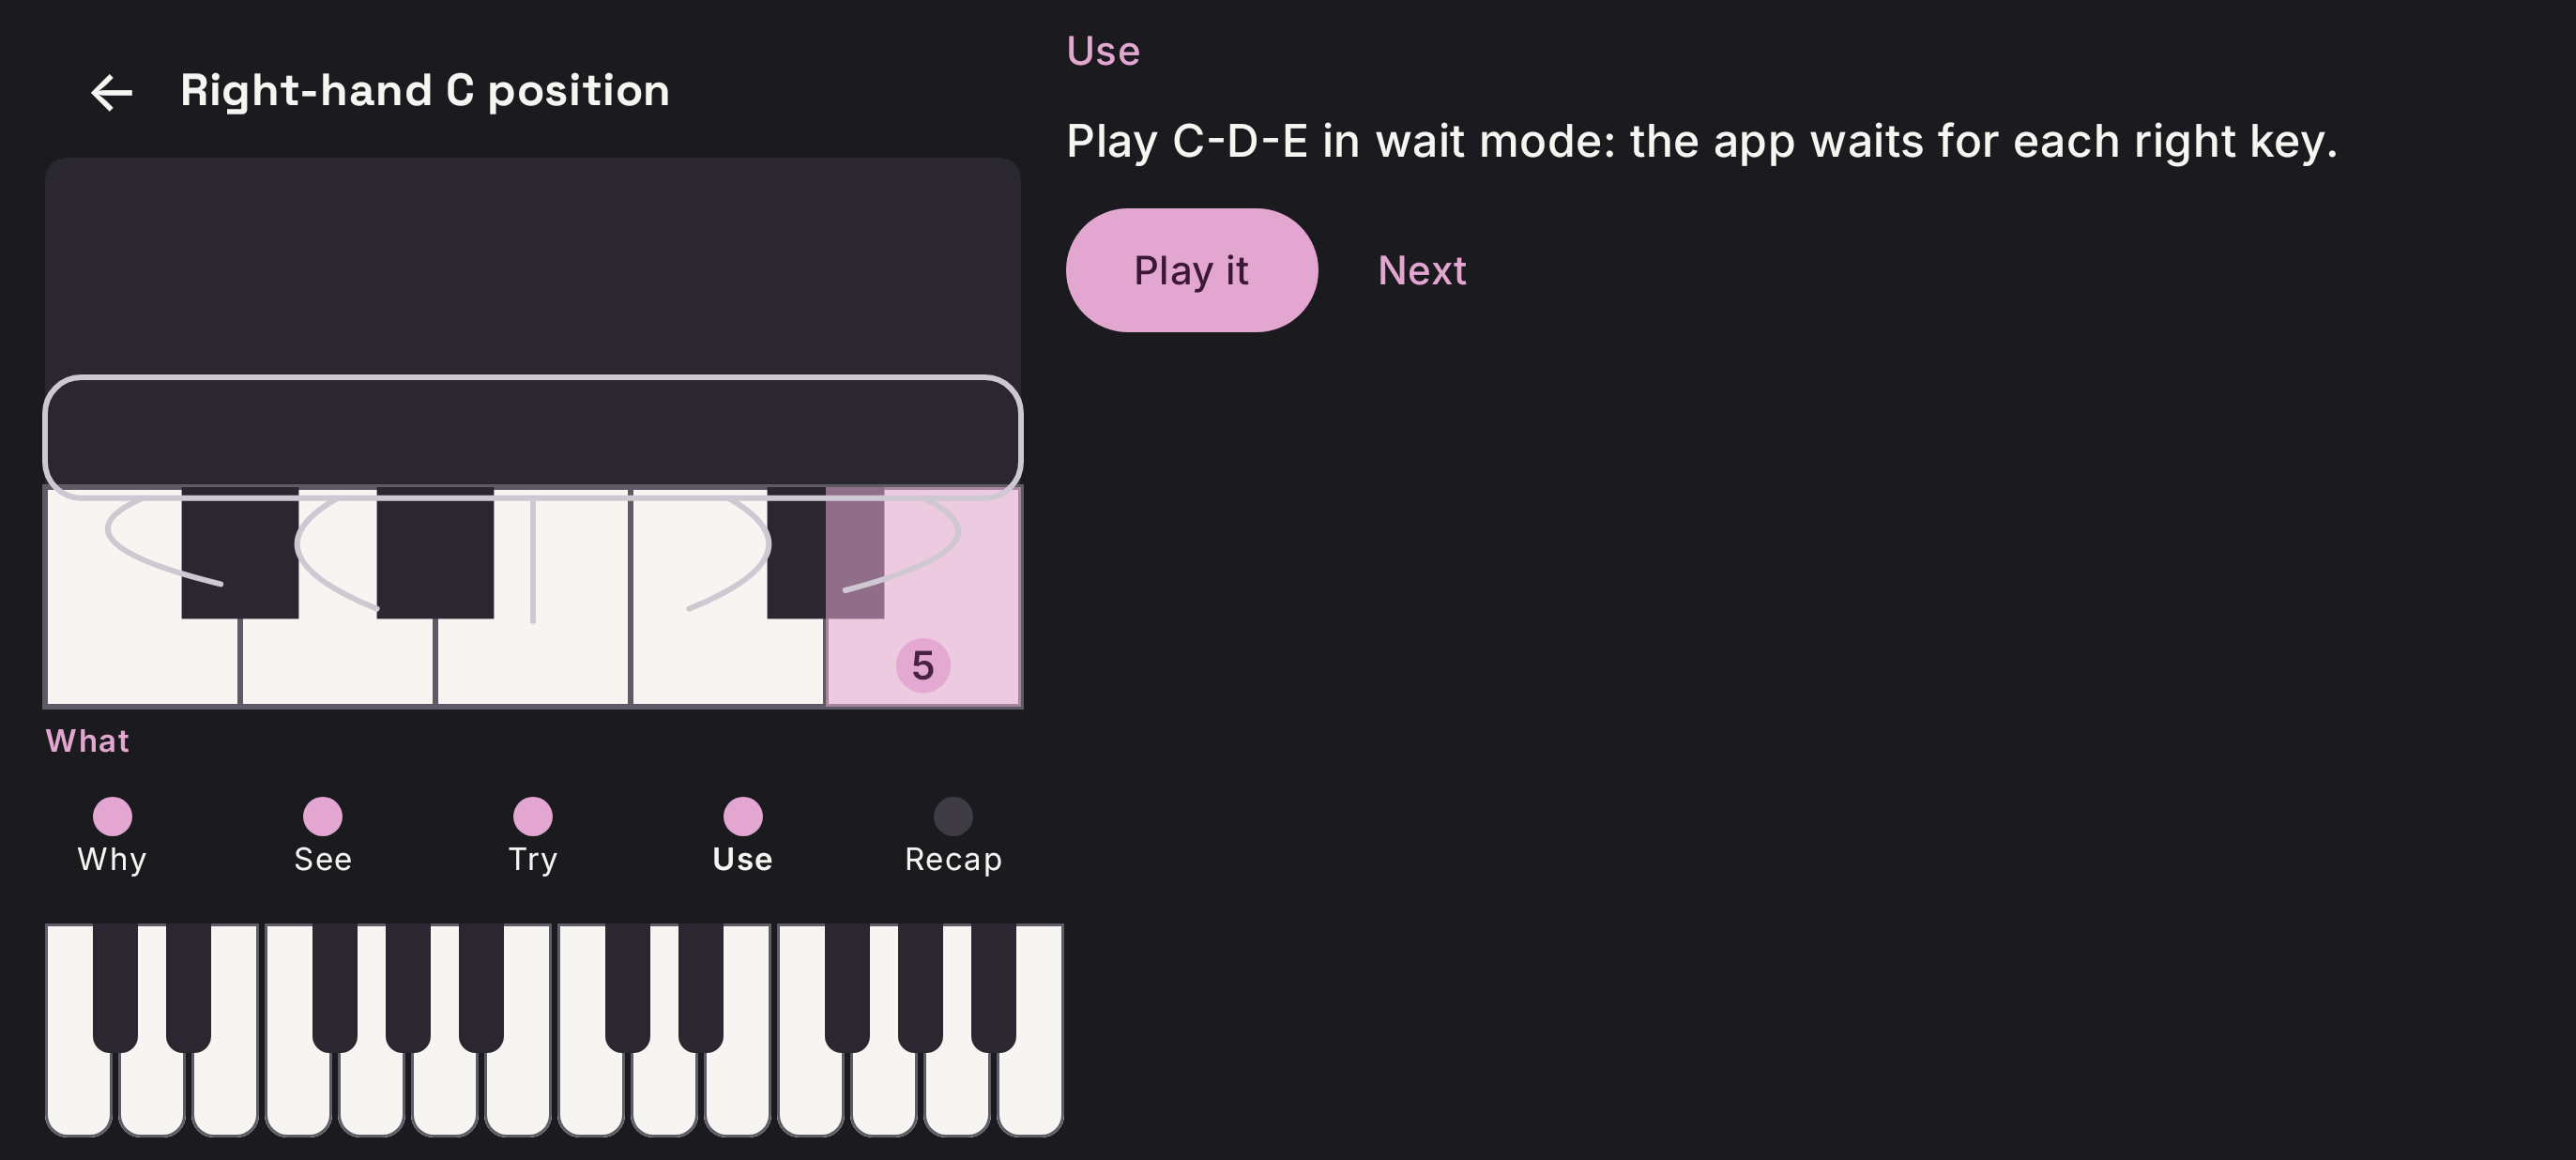 Right-hand C position
5
What
Why
See
Try
Use
Recap
Use
Play C-D-E in wait mode: the app waits for each right key.
Play it
Next